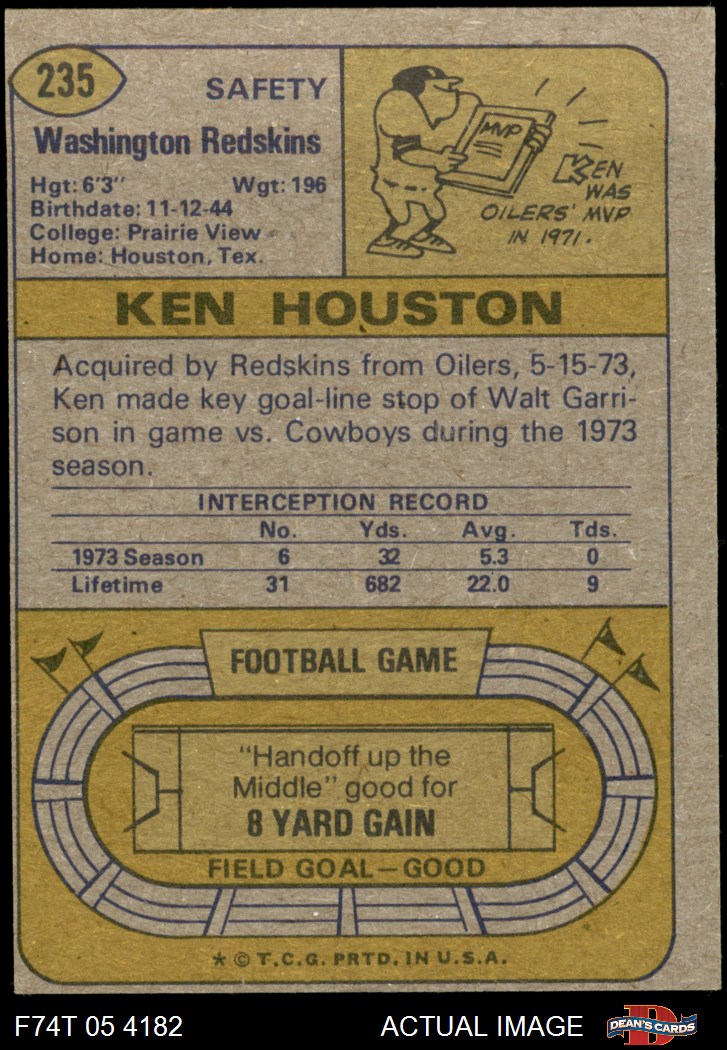 235
SAFETY
Washington Redskins
Hgt: 6'3" Wgt: 196
Birthdate: 11-12-44
College: Prairie View
Home: Houston, Tex.
MVP
KEN
WAS
OILERS' MVP
IN 1971.
KEN HOUSTON
Acquired by Redskins from Oilers, 5-15-73,
Ken made key goal-line stop of Walt Garri-
son in game vs. Cowboys during the 1973
season.
INTERCEPTION RECORD
No. Yds. Avg. Tds.
1973 Season 6 32 5.3 0
Lifetime 31 682 22.0 9
FOOTBALL GAME
"Handoff up the
Middle" good for
8 YARD GAIN
FIELD GOAL—GOOD
* © T.C.G. PRTD. IN U.S.A.
F74T 05 4182 ACTUAL IMAGE
D
DEAN'S CARDS